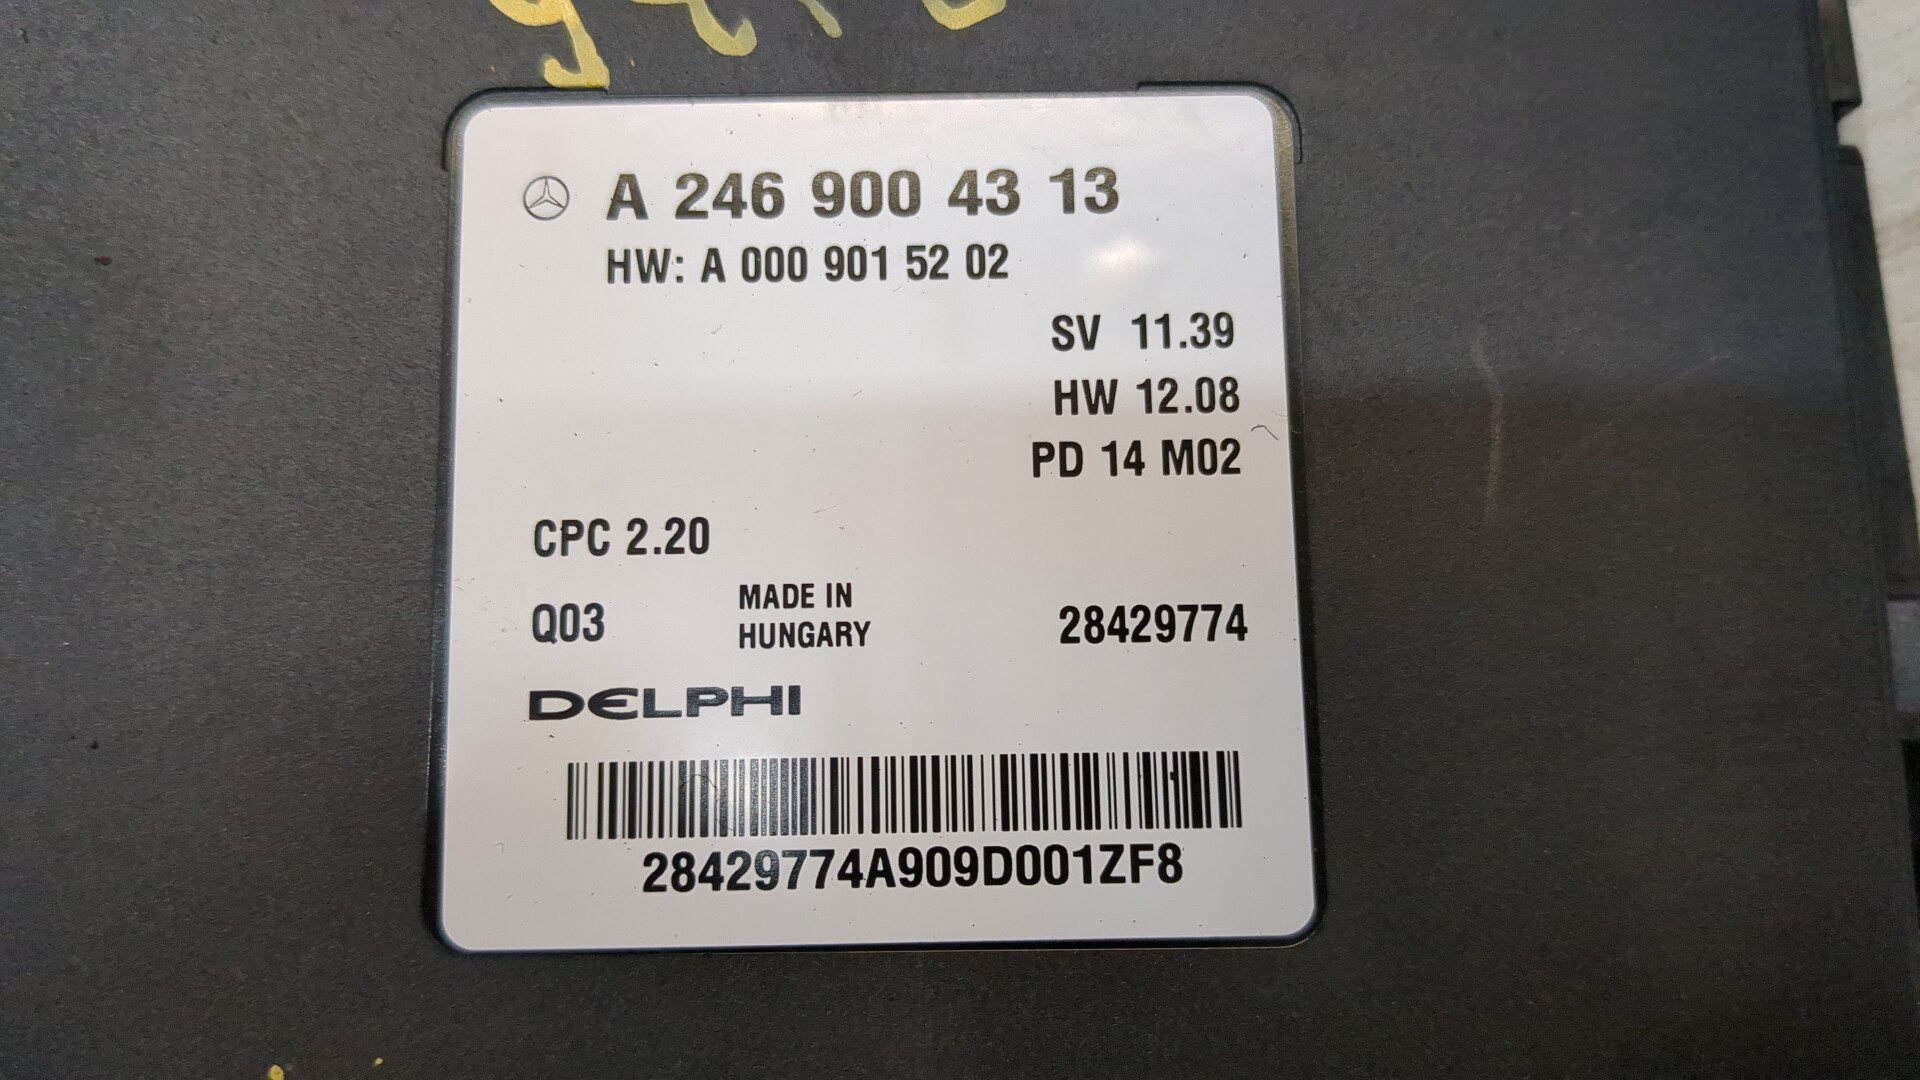 A 246 900 43 13
HW: A 000 901 52 02
SV 11.39
HW 12.08
PD 14 M02
CPC 2.20
Q03
MADE IN
HUNGARY
28429774
DELPHI
28429774A909D001ZF8